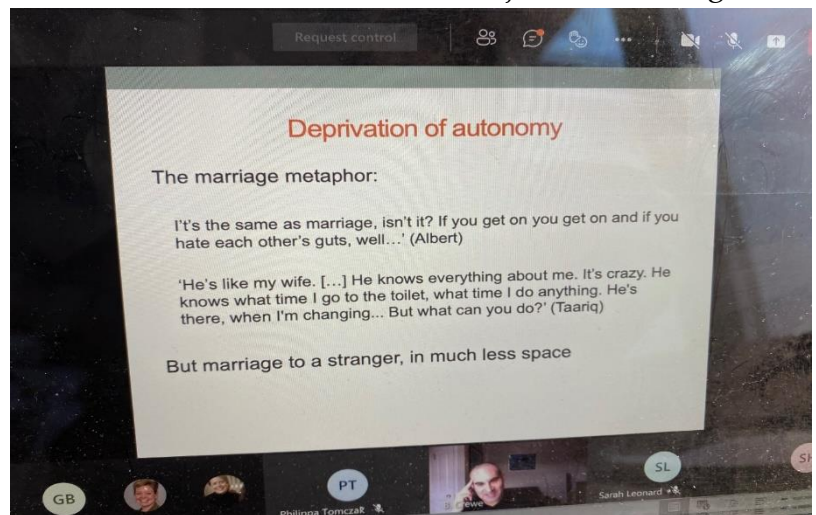 Request control
Deprivation of autonomy
The marriage metaphor:
I't's the same as marriage, isn't it? If you get on you get on and if you
hate each other's guts, well…' (Albert)
'He's like my wife. […] He knows everything about me. It's crazy. He
knows what time I go to the toilet, what time I do anything. He's
there, when I'm changing... But what can you do?' (Taariq)
But marriage to a stranger, in much less space
GB
PT
Philippa Tomczak
Crewe
SL
Sarah Leonard